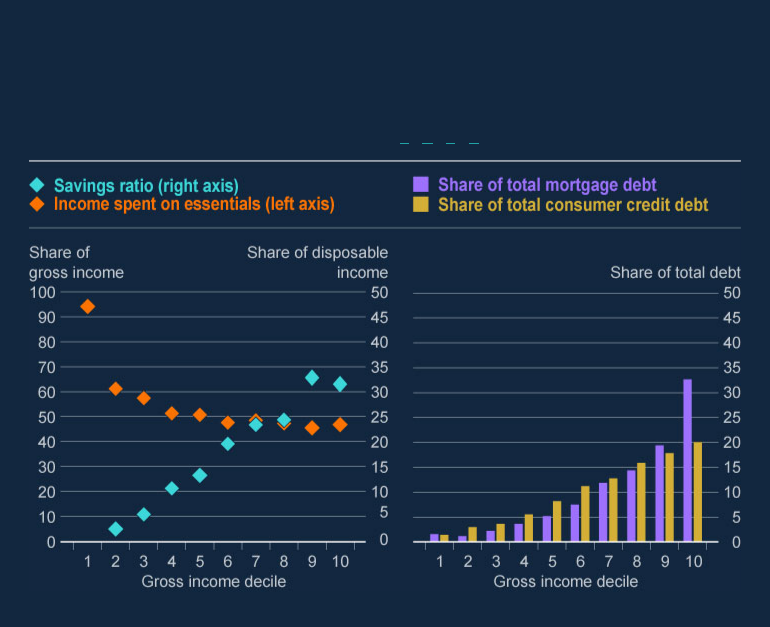 Savings ratio (right axis)
Income spent on essentials (left axis)
Share of total mortgage debt
Share of total consumer credit debt
Share of
gross income
Share of disposable
income
Share of total debt
100
90
80
70
60
50
40
30
20
10
0
50
45
40
35
30
25
20
15
10
5
0
1 2 3 4 5 6 7 8 9 10
Gross income decile
50
45
40
35
30
25
20
15
10
5
0
1 2 3 4 5 6 7 8 9 10
Gross income decile